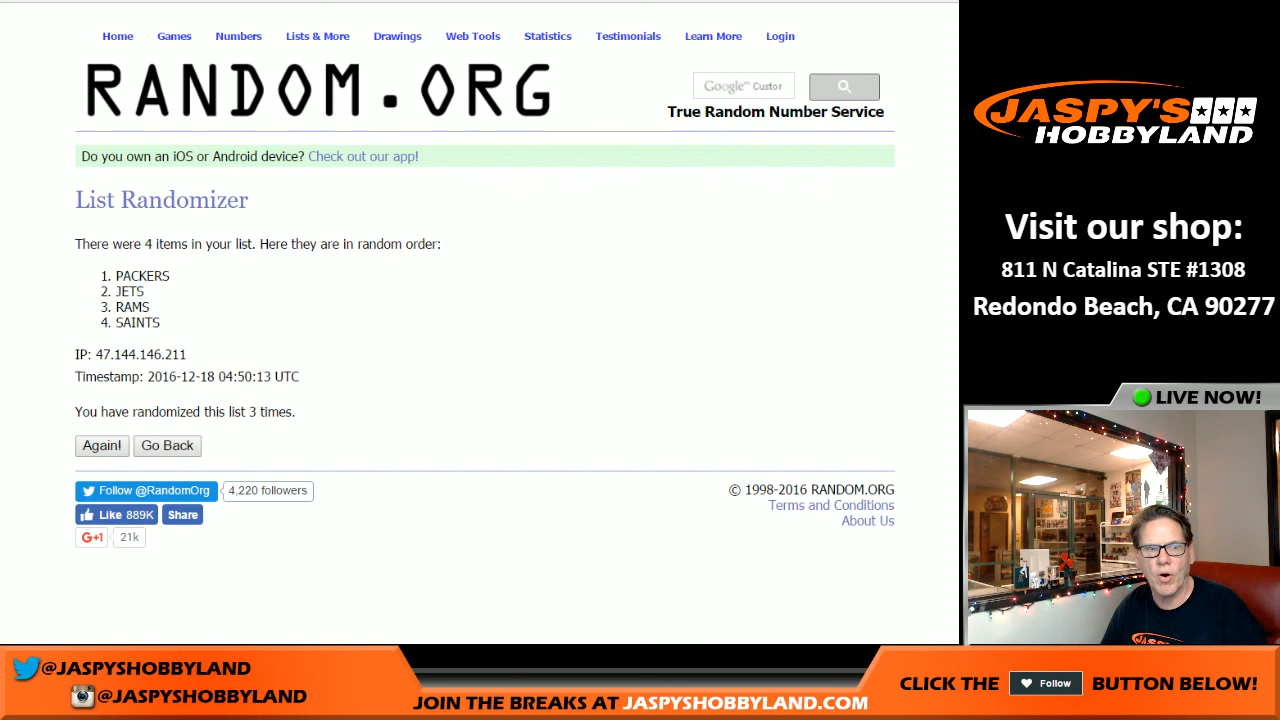 Home Games Numbers Lists & More Drawings Web Tools Statistics Testimonials Learn More Login
RANDOM.ORG
Google™ Custor
True Random Number Service
Do you own an iOS or Android device? Check out our app!
List Randomizer
There were 4 items in your list. Here they are in random order:
1. PACKERS
2. JETS
3. RAMS
4. SAINTS
IP: 47.144.146.211
Timestamp: 2016-12-18 04:50:13 UTC
You have randomized this list 3 times.
Again! Go Back
Follow @RandomOrg 4,220 followers
Like 889K Share
G+1 21k
© 1998-2016 RANDOM.ORG
Terms and Conditions
About Us
JASPY'S
HOBBYLAND
Visit our shop:
811 N Catalina STE #1308
Redondo Beach, CA 90277
LIVE NOW!
@JASPYSHOBBYLAND
@JASPYSHOBBYLAND
JOIN THE BREAKS AT JASPYSHOBBYLAND.COM
CLICK THE Follow BUTTON BELOW!